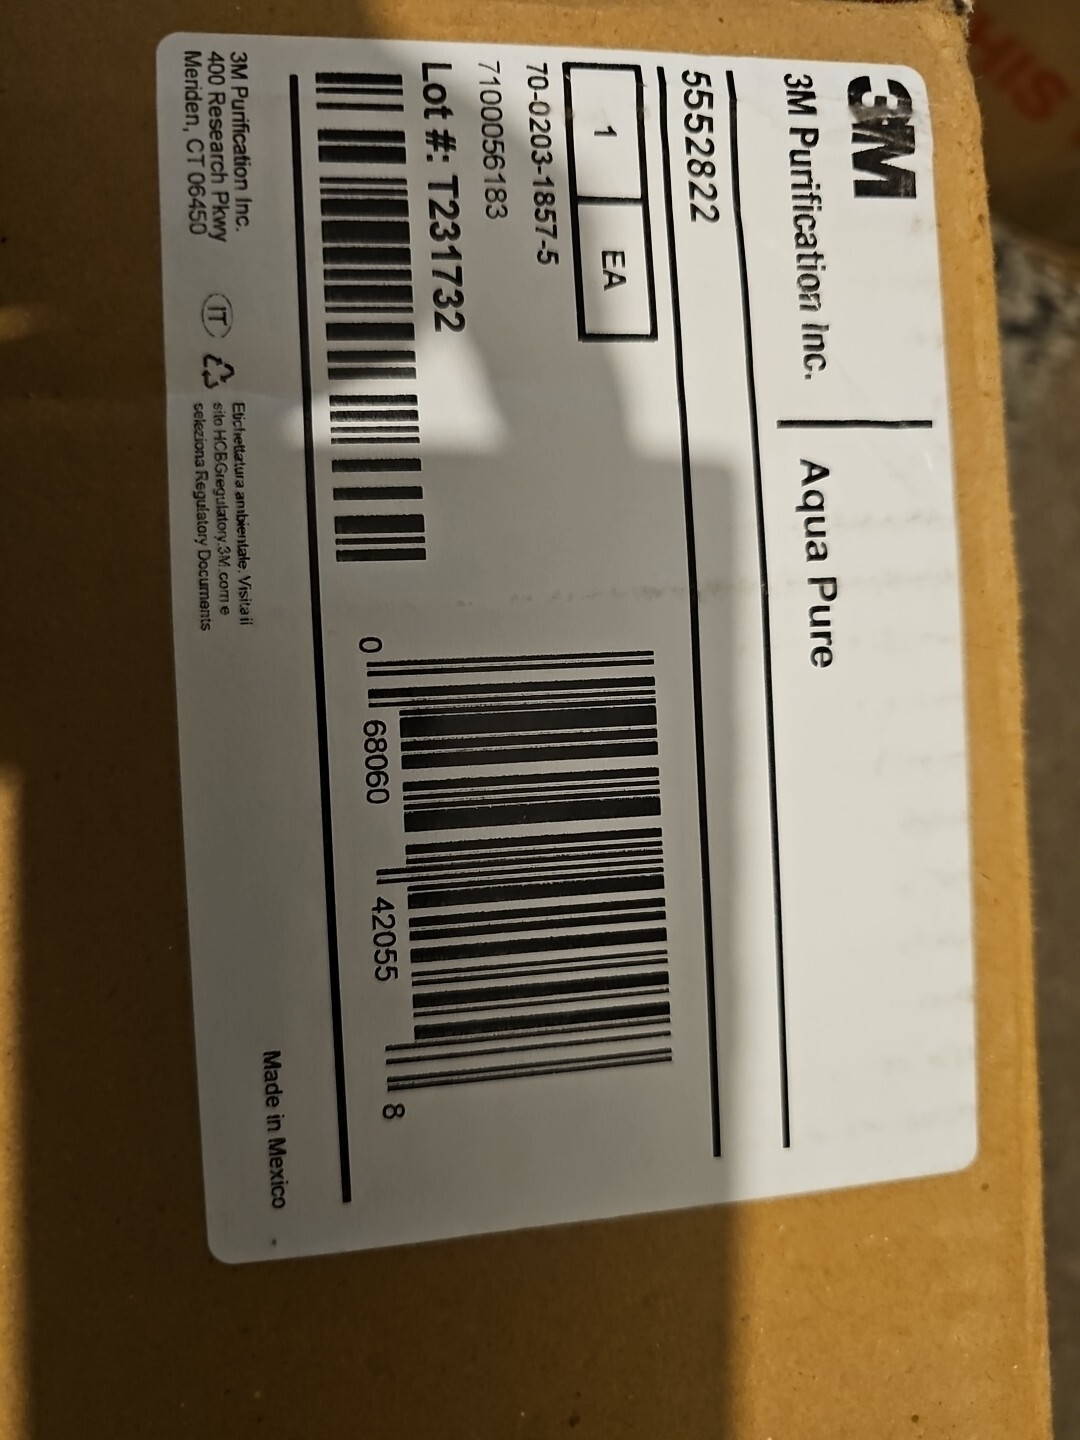 3M
3M Purification Inc.
Aqua Pure
5552822
1 EA
70-0203-1857-5
7100056183
Lot #: T231732
0 68060 42055 8
3M Purification Inc.
400 Research Pkwy
Meriden, CT 06450
IT
Etichettatura ambientale. Visita il
sito HCBGregulatory.3M.com e
seleziona Regulatory Documents
Made in Mexico
HIS